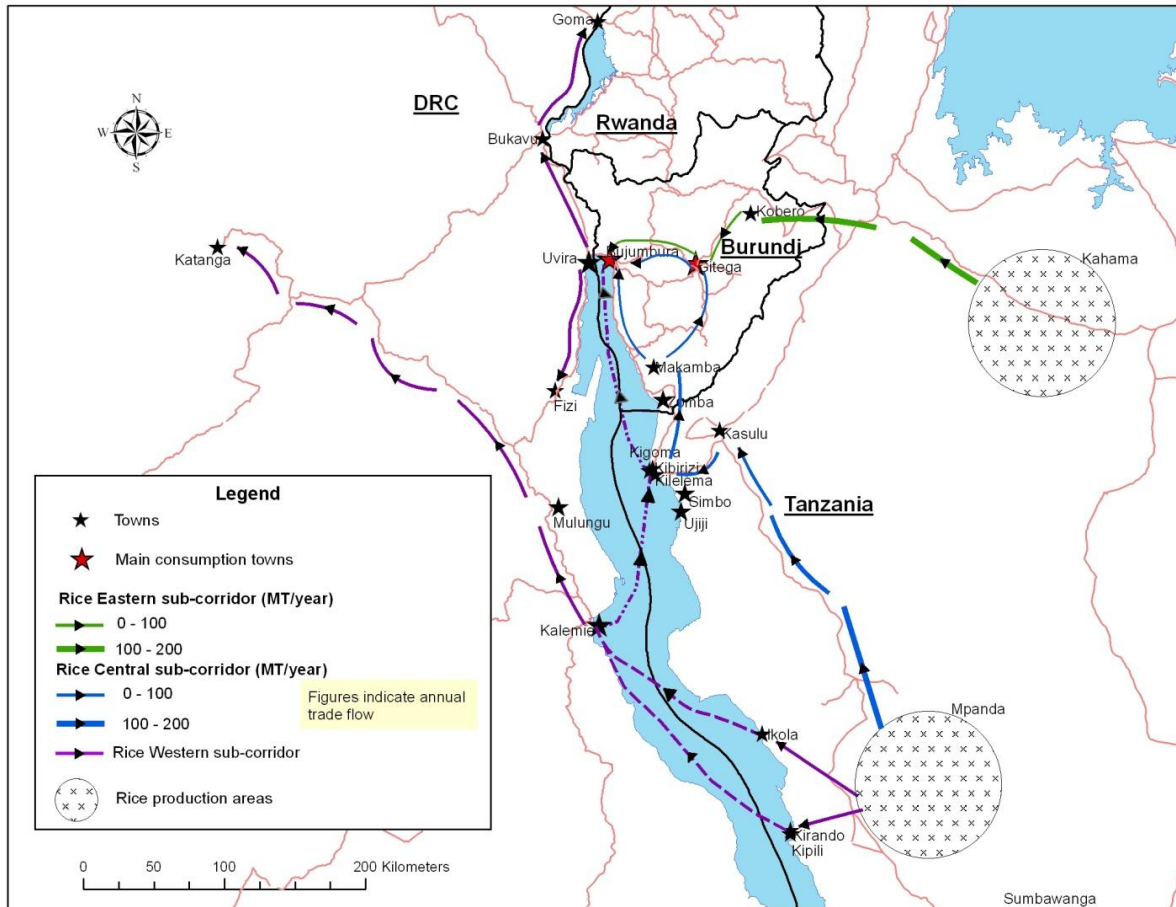 Goma
DRC
Rwanda
N
W E
S
Bukavu
Kobero
Katanga
Uvira
Bujumbura
Burundi
Gitega
Kahama
Makamba
Fizi
Zomba
Kasulu
Kigoma
Kibirizi
Kilelema
Simbo
Ujiji
Tanzania
Mulungu
Kalemie
Mpanda
Ikola
Kirando
Kipili
Sumbawanga
Legend
Towns
Main consumption towns
Rice Eastern sub-corridor (MT/year)
0 - 100
100 - 200
Rice Central sub-corridor (MT/year)
0 - 100
100 - 200
Figures indicate annual
trade flow
Rice Western sub-corridor
Rice production areas
0 50 100 200 Kilometers